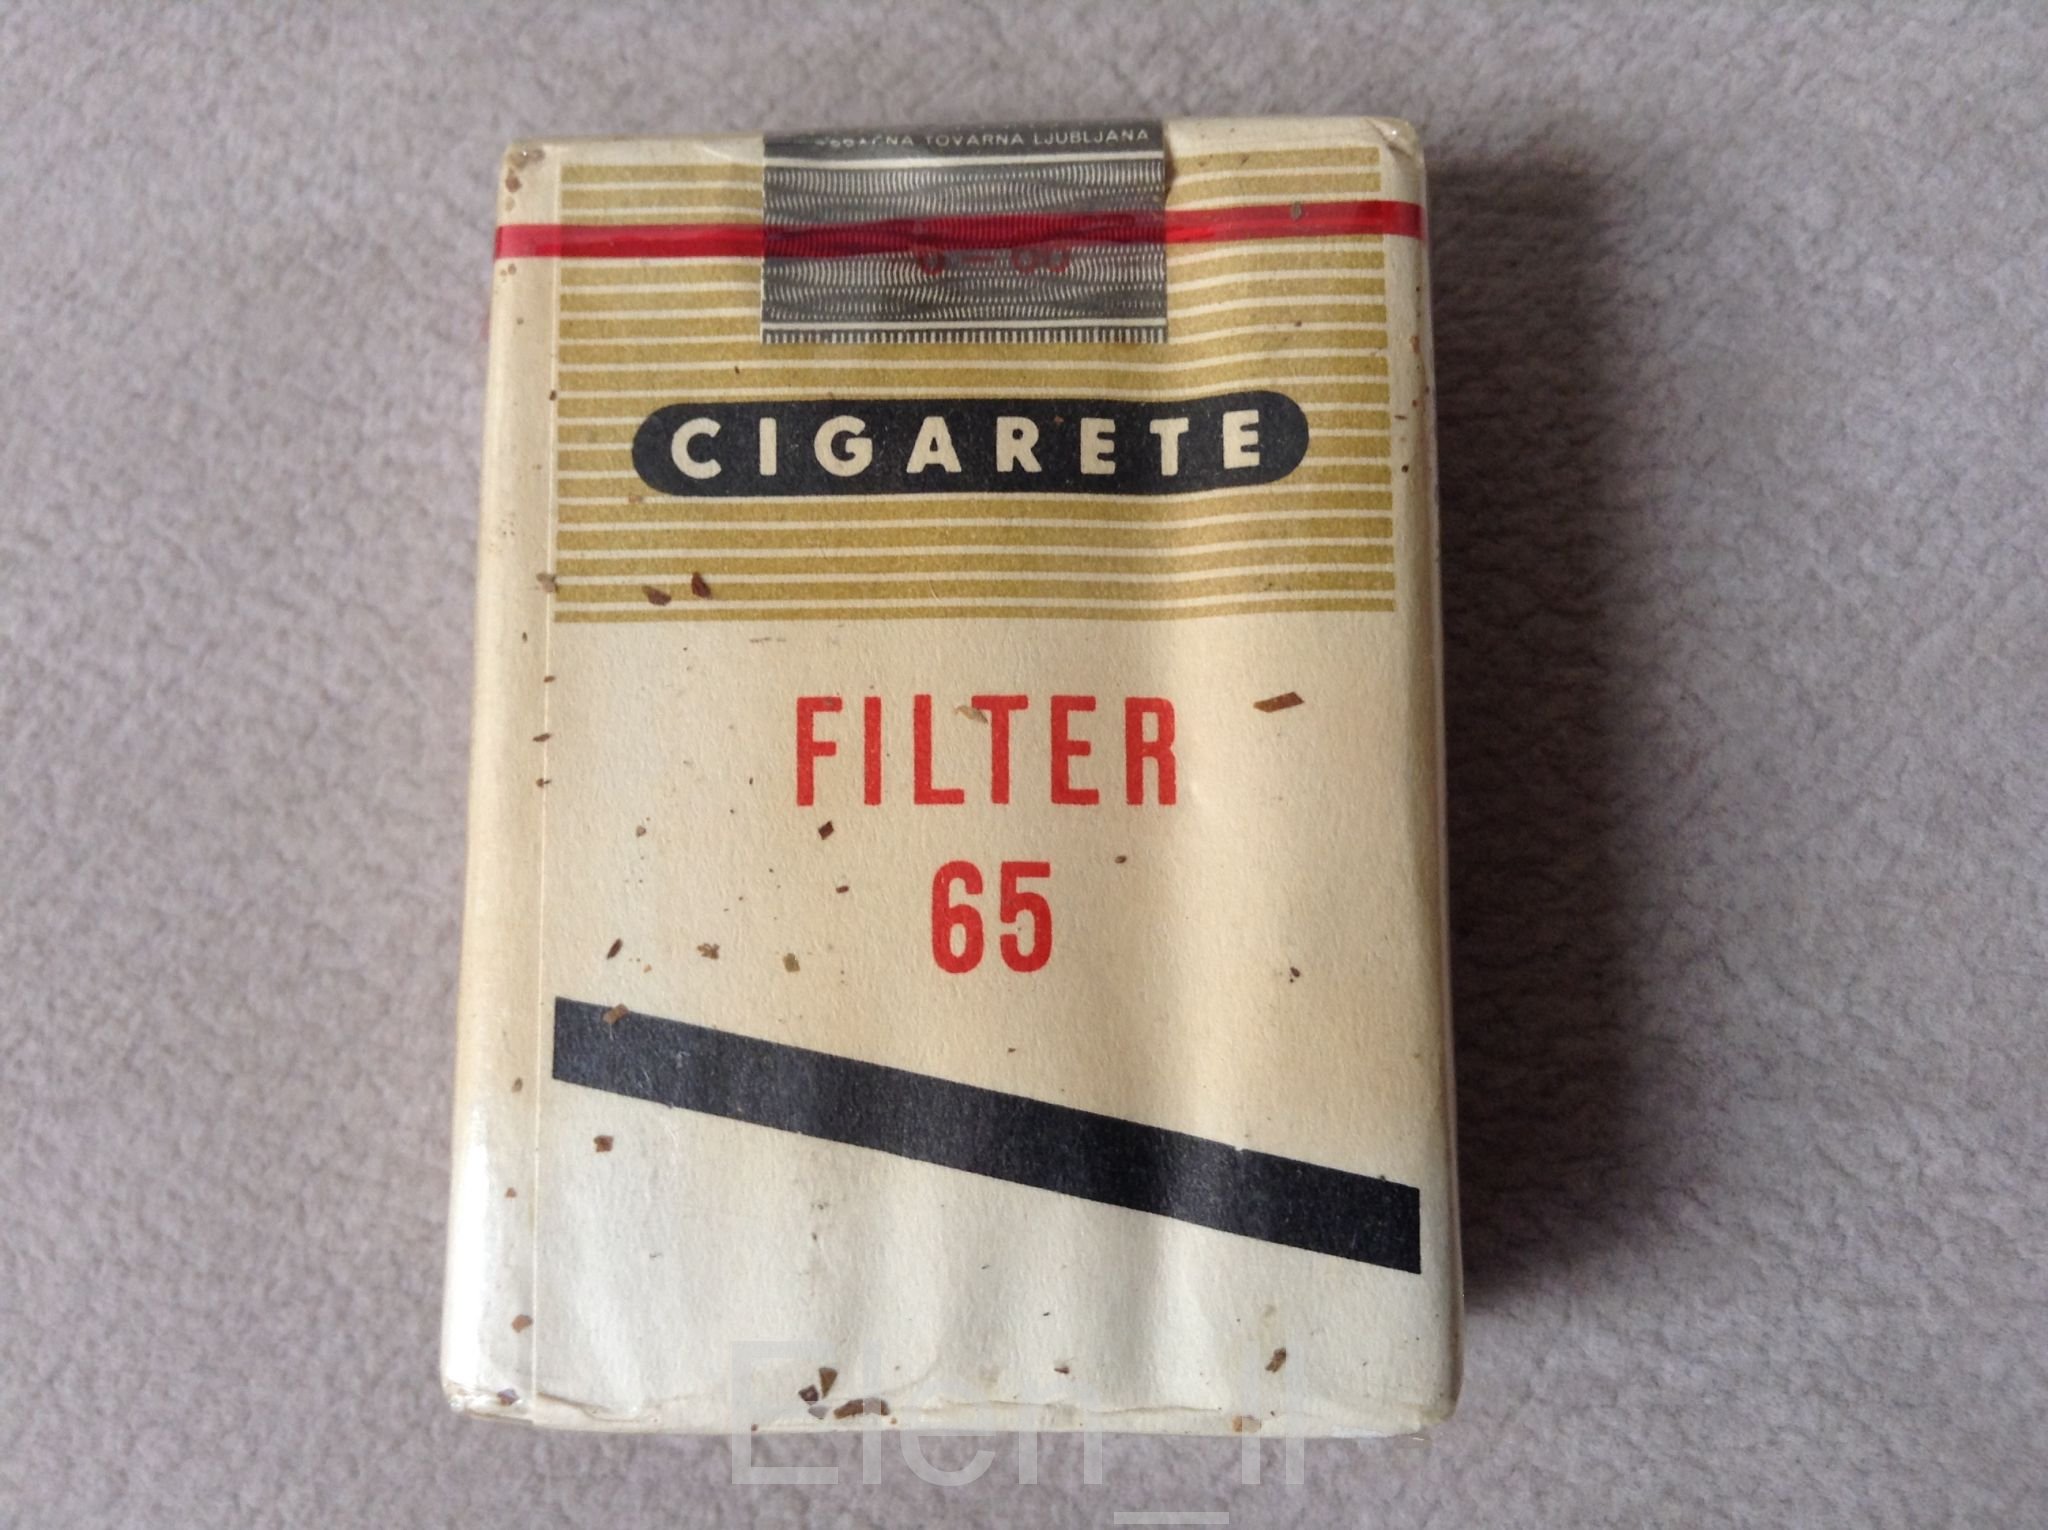 TOVARNA LJUBLJANA
CIGARETE
FILTER
65